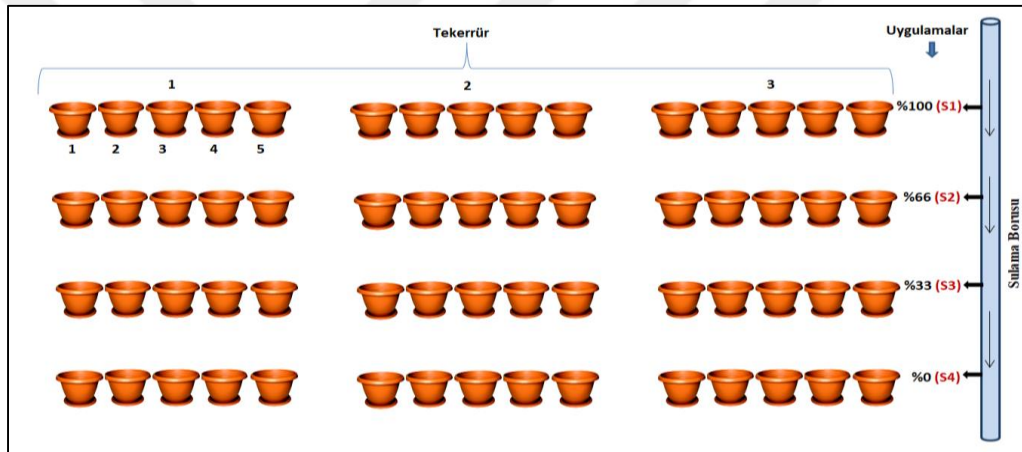 Tekerrür
Uygulamalar
1
2
3
%100 (S1)
1 2 3 4 5
%66 (S2)
%33 (S3)
%0 (S4)
Sulama Borusu